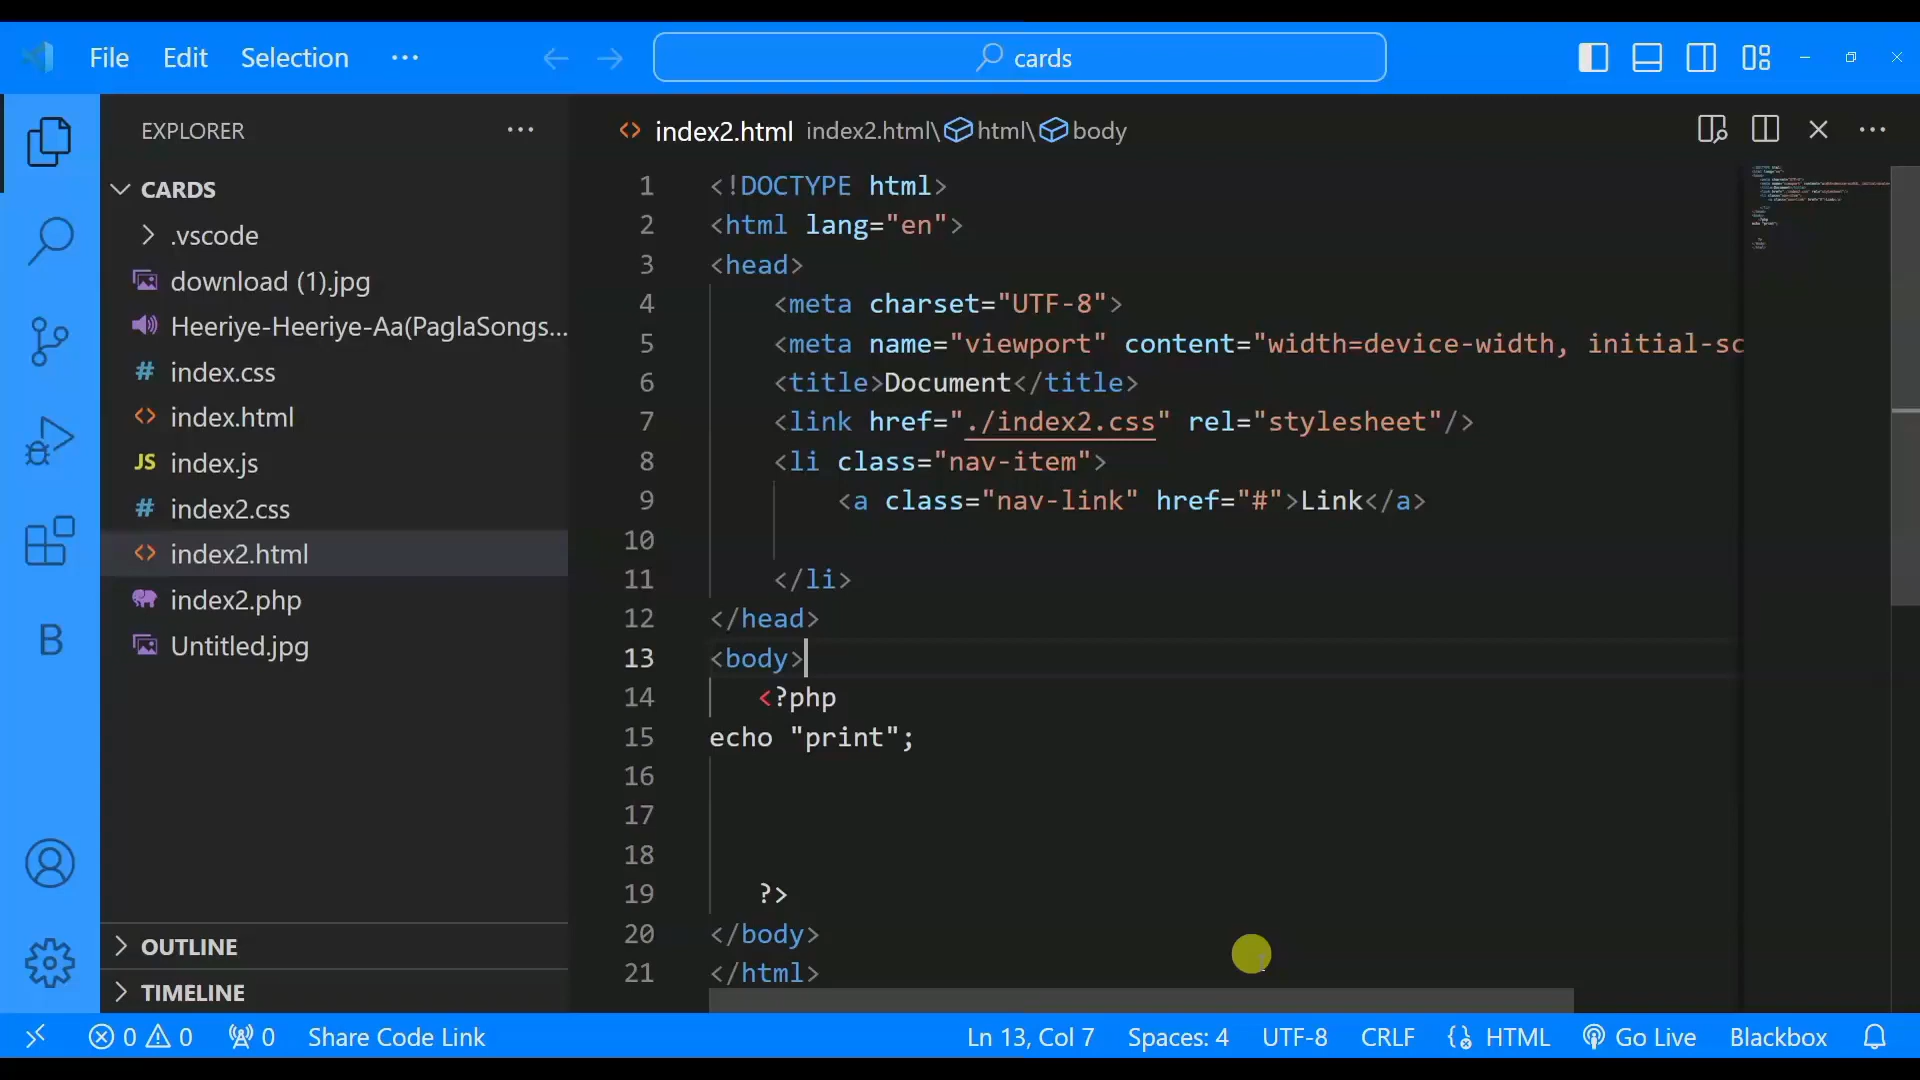 File Edit Selection ··· cards
EXPLORER ···
CARDS
.vscode
download (1).jpg
Heeriye-Heeriye-Aa(PaglaSongs...
index.css
index.html
JS index.js
index2.css
index2.html
index2.php
Untitled.jpg
OUTLINE
TIMELINE
B
index2.html index2.html\html\body
1 <!DOCTYPE html>
2 <html lang="en">
3 <head>
4 <meta charset="UTF-8">
5 <meta name="viewport" content="width=device-width, initial-sc
6 <title>Document</title>
7 <link href="./index2.css" rel="stylesheet"/>
8 <li class="nav-item">
9 <a class="nav-link" href="#">Link</a>
10
11 </li>
12 </head>
13 <body>
14 <?php
15 echo "print";
16
17
18
19 ?>
20 </body>
21 </html>
0 0 0 Share Code Link Ln 13, Col 7 Spaces: 4 UTF-8 CRLF HTML Go Live Blackbox